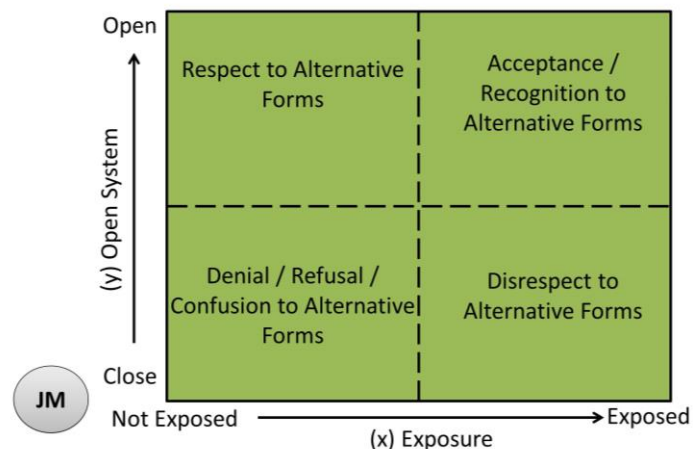 Open
Respect to Alternative
Forms
Acceptance /
Recognition to
Alternative Forms
(y) Open System
Denial / Refusal /
Confusion to Alternative
Forms
Disrespect to
Alternative Forms
Close
JM
Not Exposed
Exposed
(x) Exposure